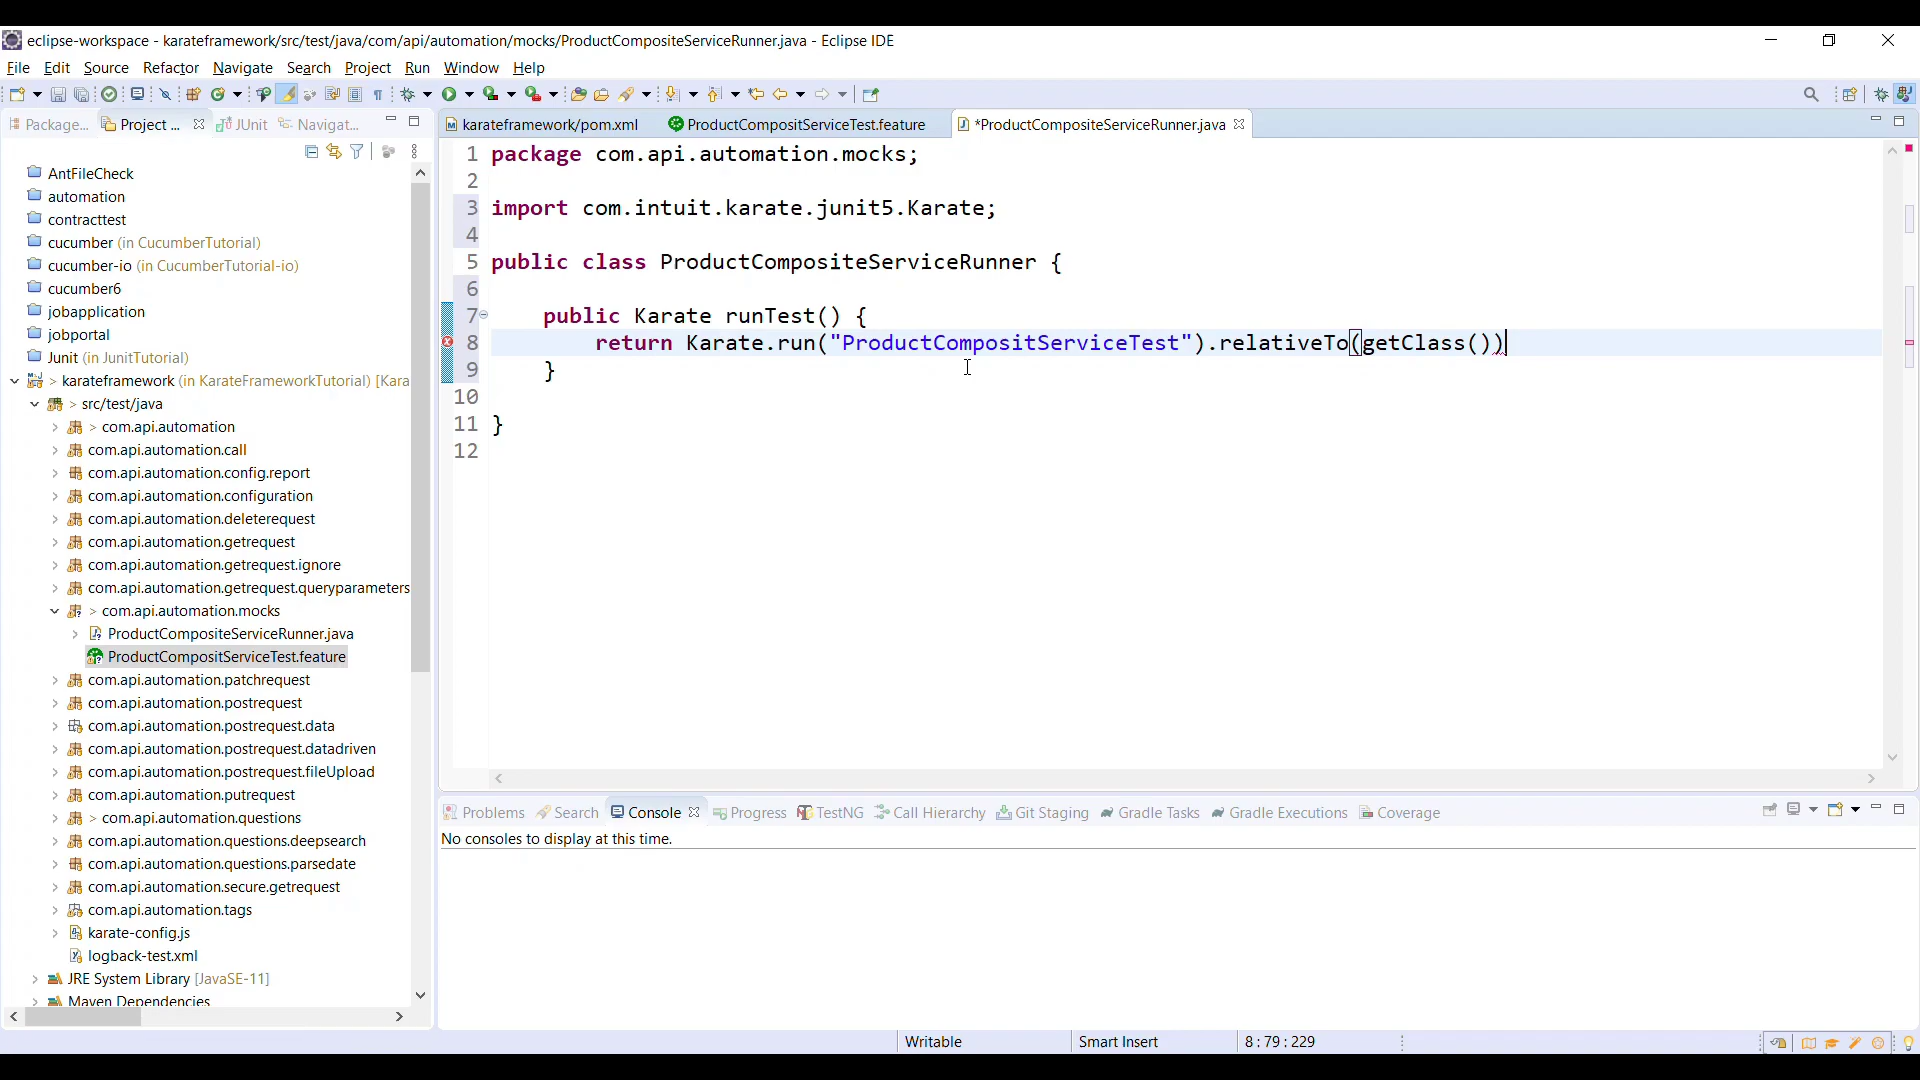 eclipse-workspace - karateframework/src/test/java/com/api/automation/mocks/ProductCompositeServiceRunner.java - Eclipse IDE
File Edit Source Refactor Navigate Search Project Run Window Help
Package... Project ... JUnit Navigat...
karateframework/pom.xml ProductCompositServiceTest.feature *ProductCompositeServiceRunner.java
AntFileCheck
automation
contracttest
cucumber (in CucumberTutorial)
cucumber-io (in CucumberTutorial-io)
cucumber6
jobapplication
jobportal
Junit (in JunitTutorial)
> karateframework (in KarateFrameworkTutorial) [Kara
> src/test/java
> com.api.automation
com.api.automation.call
com.api.automation.config.report
com.api.automation.configuration
com.api.automation.deleterequest
com.api.automation.getrequest
com.api.automation.getrequest.ignore
com.api.automation.getrequest.queryparameters
> com.api.automation.mocks
ProductCompositeServiceRunner.java
ProductCompositServiceTest.feature
com.api.automation.patchrequest
com.api.automation.postrequest
com.api.automation.postrequest.data
com.api.automation.postrequest.datadriven
com.api.automation.postrequest.fileUpload
com.api.automation.putrequest
> com.api.automation.questions
com.api.automation.questions.deepsearch
com.api.automation.questions.parsedate
com.api.automation.secure.getrequest
com.api.automation.tags
karate-config.js
logback-test.xml
JRE System Library [JavaSE-11]
Maven Dependencies
1 package com.api.automation.mocks;
2
3 import com.intuit.karate.junit5.Karate;
4
5 public class ProductCompositeServiceRunner {
6
7 public Karate runTest() {
8 return Karate.run("ProductCompositServiceTest").relativeTo(getClass())
9 }
10
11 }
12
Problems Search Console Progress TestNG Call Hierarchy Git Staging Gradle Tasks Gradle Executions Coverage
No consoles to display at this time.
Writable Smart Insert 8 : 79 : 229